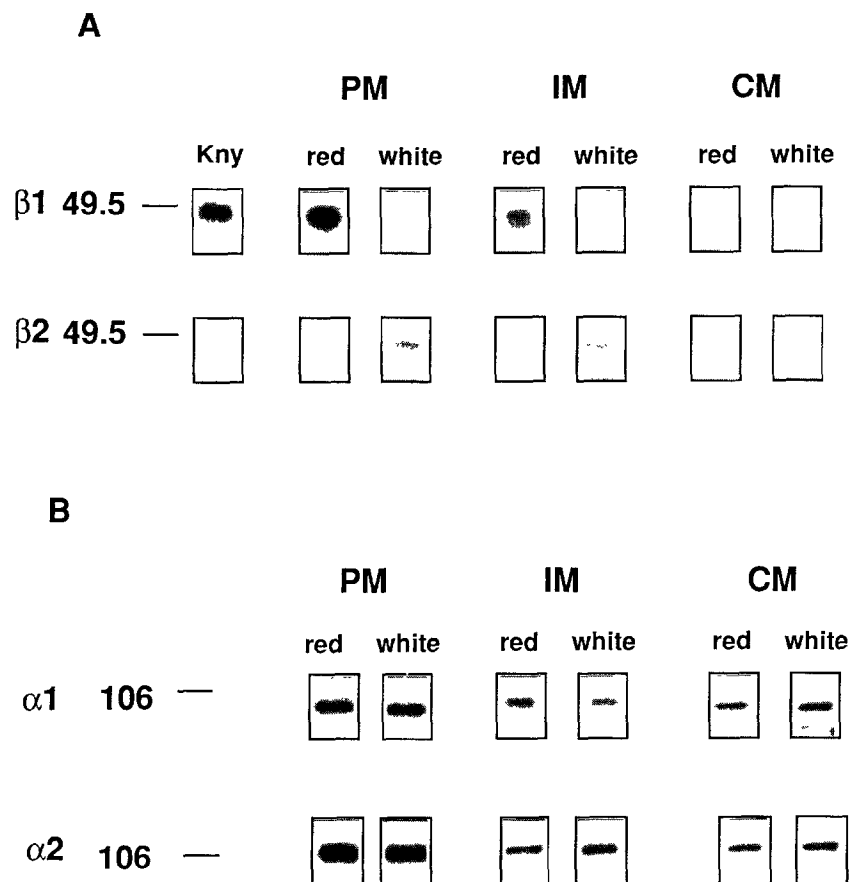 A
PM IM CM
Kny red white red white red white
β1 49.5
β2 49.5
B
PM IM CM
red white red white red white
α1 106
α2 106